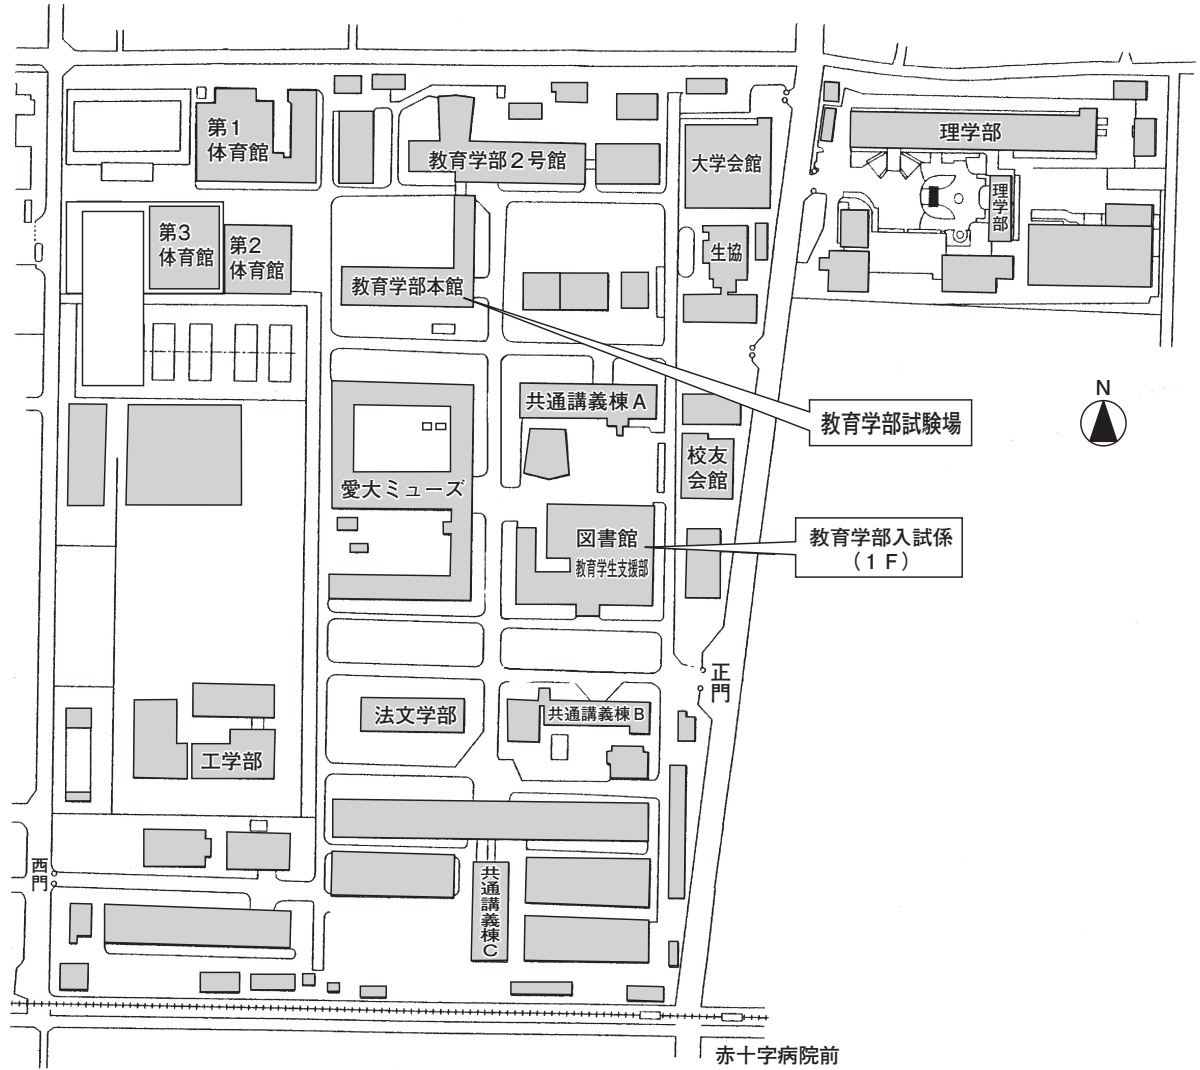 第1
体育館
教育学部2号館
大学会館
理学部
理学部
第3
体育館
第2
体育館
生協
教育学部本館
N
共通講義棟A
教育学部試験場
校友
会館
愛大ミューズ
図書館
教育学生支援部
教育学部入試係
(1F)
正門
法文学部
共通講義棟B
工学部
西門
共通講義棟C
赤十字病院前